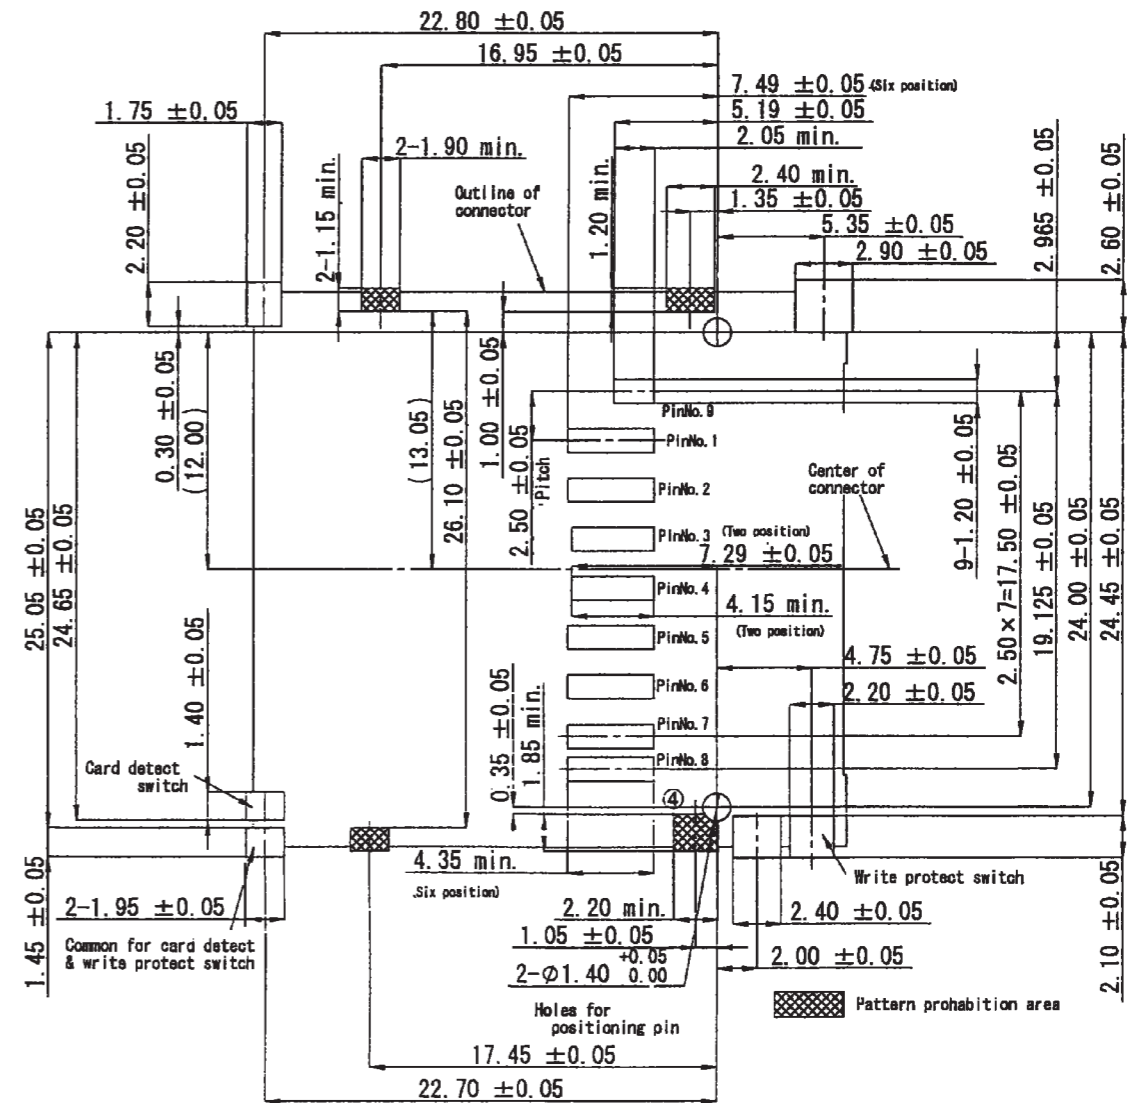 22.80 ±0.05
16.95 ±0.05
7.49 ±0.05 (Six position)
1.75 ±0.05
5.19 ±0.05
2-1.90 min.
2.05 min.
2.40 min.
1.35 ±0.05
5.35 ±0.05
2.90 ±0.05
2.20 ±0.05
2-1.15 min.
Outline of
connector
1.20 min.
2.965 ±0.05
2.60 ±0.05
0.30 ±0.05
(12.00)
(13.05)
26.10 ±0.05
1.00 ±0.05
2.50 ±0.05
Pitch
PinNo.9
PinNo.1
PinNo.2
PinNo.3 (Two position)
7.29 ±0.05
PinNo.4
4.15 min.
(Two position)
PinNo.5
PinNo.6
PinNo.7
PinNo.8
Center of
connector
9-1.20 ±0.05
2.50×7=17.50 ±0.05
19.125 ±0.05
24.00 ±0.05
24.45 ±0.05
25.05 ±0.05
24.65 ±0.05
1.40 ±0.05
0.35 ±0.05
1.85 min.
4.75 ±0.05
2.20 ±0.05
Card detect
switch
④
4.35 min.
(Six position)
Write protect switch
1.45 ±0.05
2-1.95 ±0.05
2.20 min.
2.40 ±0.05
2.10 ±0.05
Common for card detect
& write protect switch
1.05 ±0.05
2-∅1.40 +0.05 0.00
2.00 ±0.05
Holes for
positioning pin
Pattern prohabition area
17.45 ±0.05
22.70 ±0.05